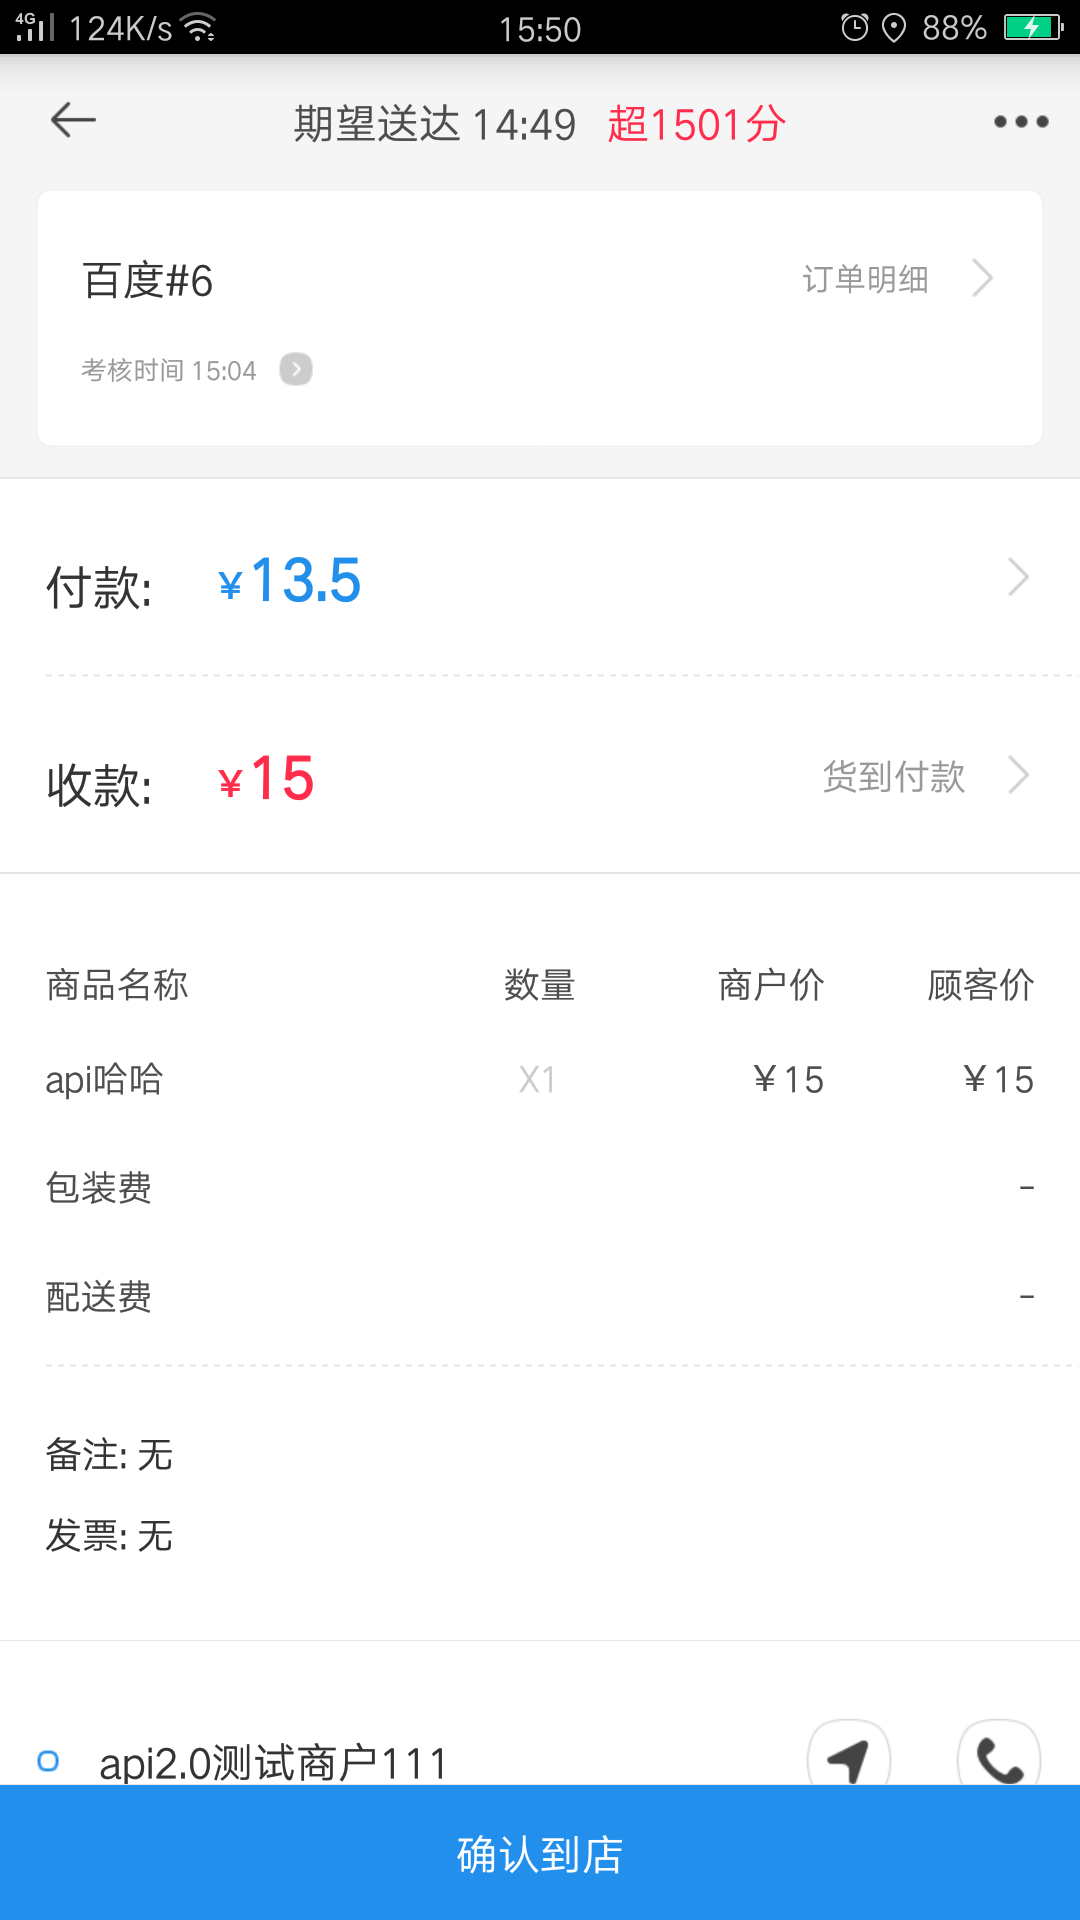 4G 124K/s 15:50 88%
期望送达 14:49 超1501分
百度#6 订单明细
考核时间 15:04
付款: ¥13.5
收款: ¥15 货到付款
商品名称 数量 商户价 顾客价
api哈哈 X1 ¥15 ¥15
包装费 -
配送费 -
备注: 无
发票: 无
api2.0测试商户111
确认到店